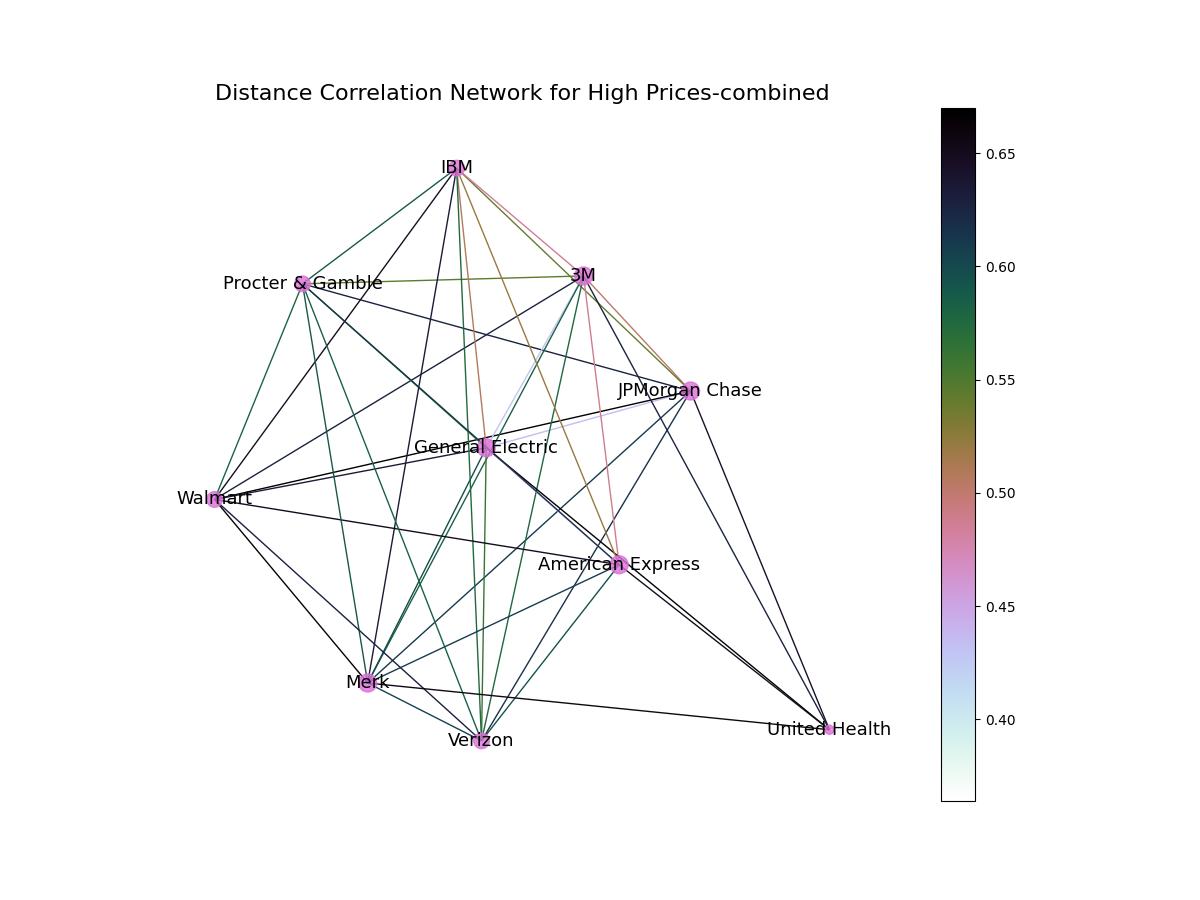 Distance Correlation Network for High Prices-combined
IBM
3M
Procter & Gamble
JPMorgan Chase
General Electric
Walmart
American Express
Merk
Verizon
United Health
0.65
0.60
0.55
0.50
0.45
0.40